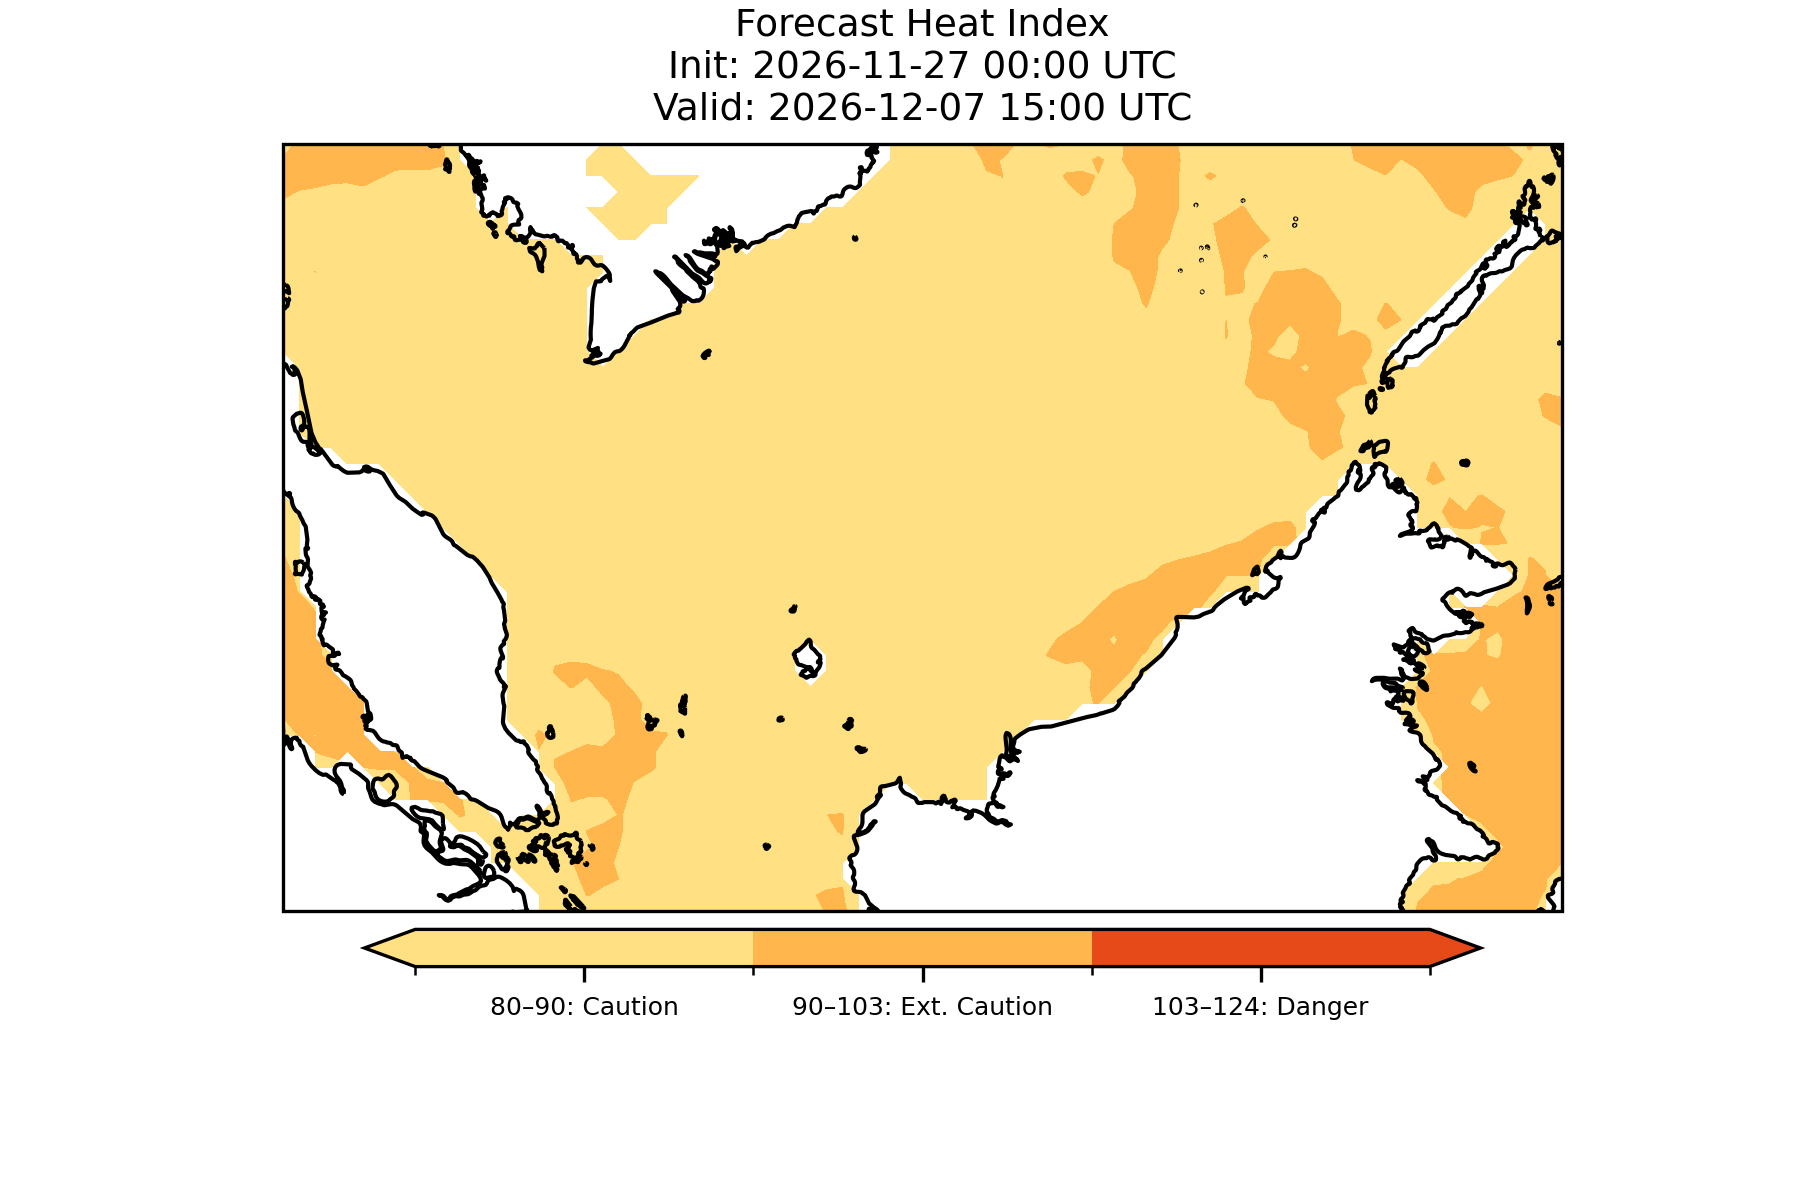 Forecast Heat Index
Init: 2026-11-27 00:00 UTC
Valid: 2026-12-07 15:00 UTC
80–90: Caution
90–103: Ext. Caution
103–124: Danger